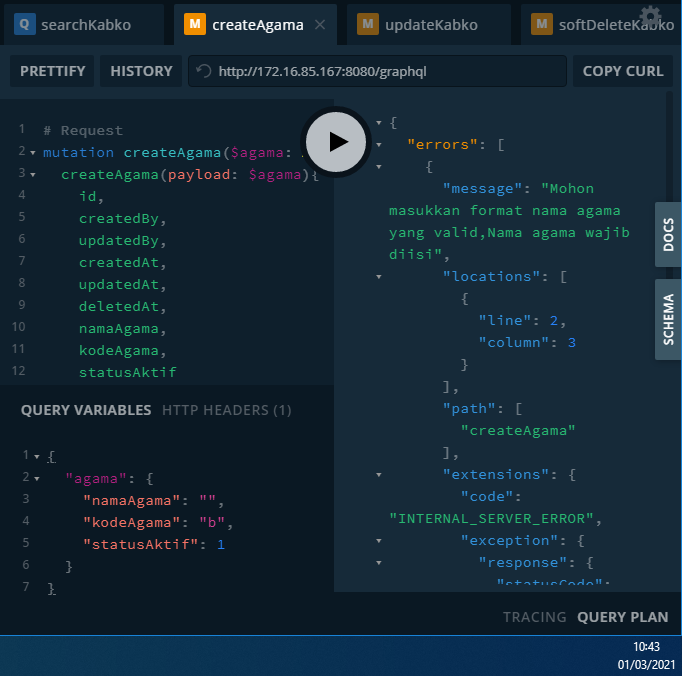 Q searchKabko M createAgama × M updateKabko M softDeleteKabko
PRETTIFY HISTORY http://172.16.85.167:8080/graphql COPY CURL
1 # Request
2 mutation createAgama($agama:
3 createAgama(payload: $agama){
4 id,
5 createdBy,
6 updatedBy,
7 createdAt,
8 updatedAt,
9 deletedAt,
10 namaAgama,
11 kodeAgama,
12 statusAktif
QUERY VARIABLES HTTP HEADERS (1)
1 {
2 "agama": {
3 "namaAgama": "",
4 "kodeAgama": "b",
5 "statusAktif": 1
6 }
7 }
{
"errors": [
{
"message": "Mohon
masukkan format nama agama
yang valid,Nama agama wajib
diisi",
"locations": [
{
"line": 2,
"column": 3
}
],
"path": [
"createAgama"
],
"extensions": {
"code":
"INTERNAL_SERVER_ERROR",
"exception": {
"response": {
"statusCode":
DOCS
SCHEMA
TRACING QUERY PLAN
10:43
01/03/2021